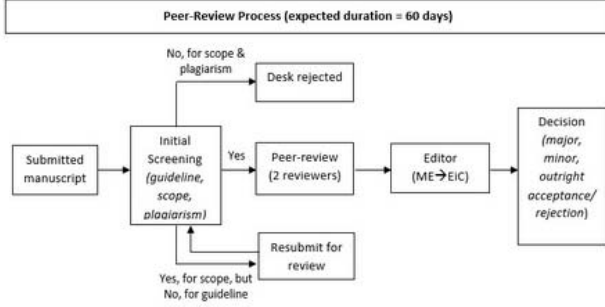 Peer-Review Process (expected duration = 60 days)
No, for scope &
plagiarism
Desk rejected
Submitted
manuscript
Initial
Screening
(guideline,
scope,
plagiarism)
Yes
Peer-review
(2 reviewers)
Editor
(ME→EiC)
Decision
(major,
minor,
outright
acceptance/
rejection)
Resubmit for
review
Yes, for scope, but
No, for guideline